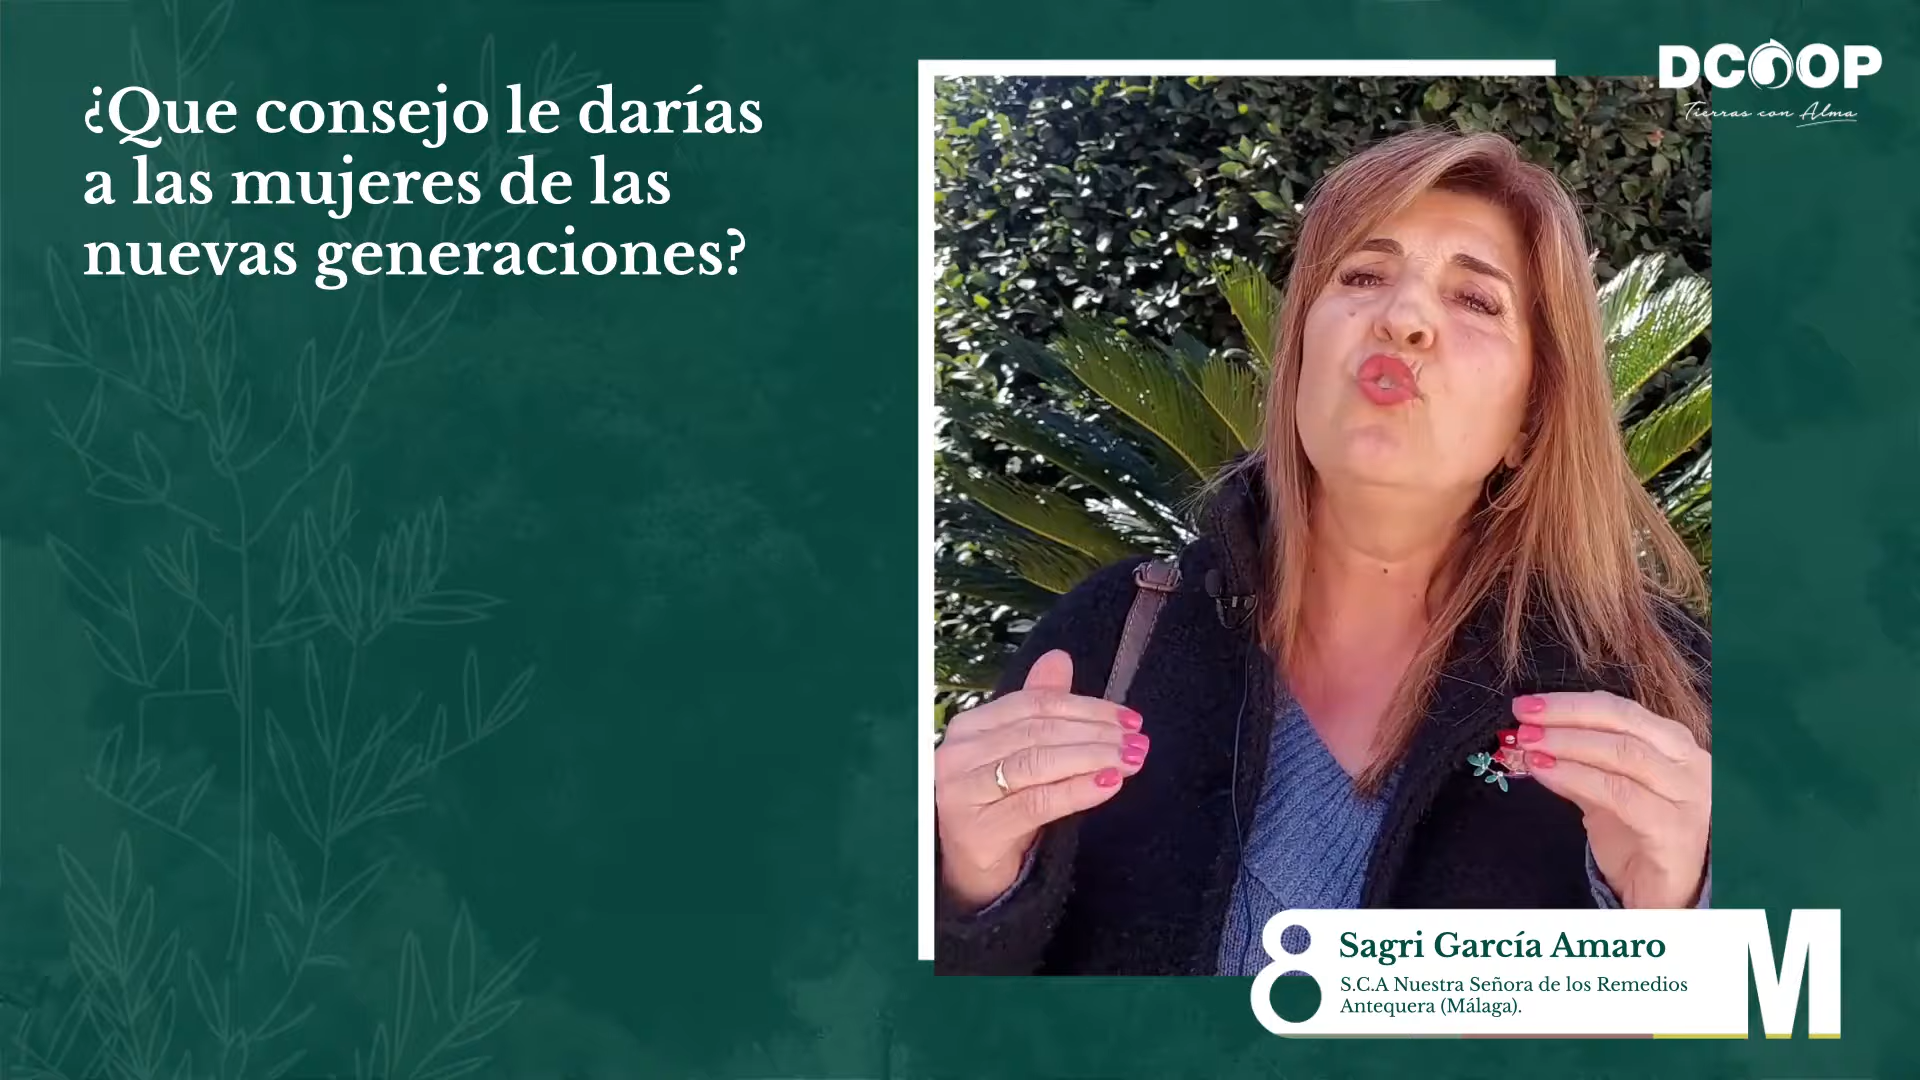 ¿Que consejo le darías
a las mujeres de las
nuevas generaciones?
DCOOP
Tierras con Alma
8 M
Sagri García Amaro
S.C.A Nuestra Señora de los Remedios
Antequera (Málaga).